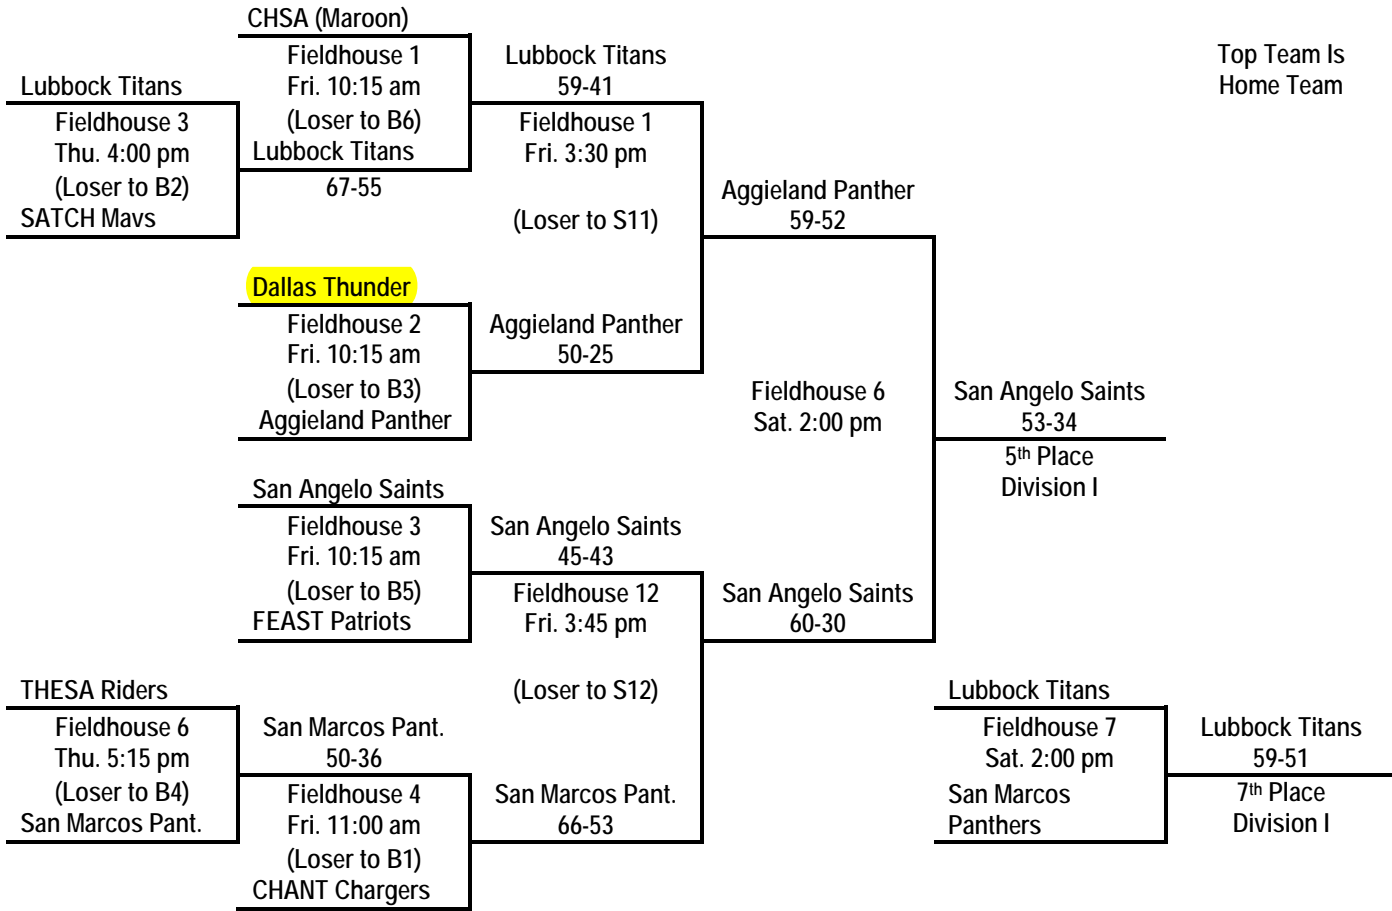 CHSA (Maroon)
Fieldhouse 1
Fri. 10:15 am
(Loser to B6)
Lubbock Titans
67-55
Lubbock Titans
Fieldhouse 3
Thu. 4:00 pm
(Loser to B2)
SATCH Mavs
Lubbock Titans
59-41
Fieldhouse 1
Fri. 3:30 pm
(Loser to S11)
Top Team Is
Home Team
Aggieland Panther
59-52
Dallas Thunder
Fieldhouse 2
Fri. 10:15 am
(Loser to B3)
Aggieland Panther
Aggieland Panther
50-25
Fieldhouse 6
Sat. 2:00 pm
San Angelo Saints
53-34
5th Place
Division I
San Angelo Saints
Fieldhouse 3
Fri. 10:15 am
(Loser to B5)
FEAST Patriots
San Angelo Saints
45-43
Fieldhouse 12
Fri. 3:45 pm
(Loser to S12)
San Angelo Saints
60-30
THESA Riders
Fieldhouse 6
Thu. 5:15 pm
(Loser to B4)
San Marcos Pant.
San Marcos Pant.
50-36
Fieldhouse 4
Fri. 11:00 am
(Loser to B1)
CHANT Chargers
San Marcos Pant.
66-53
Lubbock Titans
Fieldhouse 7
Sat. 2:00 pm
San Marcos
Panthers
Lubbock Titans
59-51
7th Place
Division I